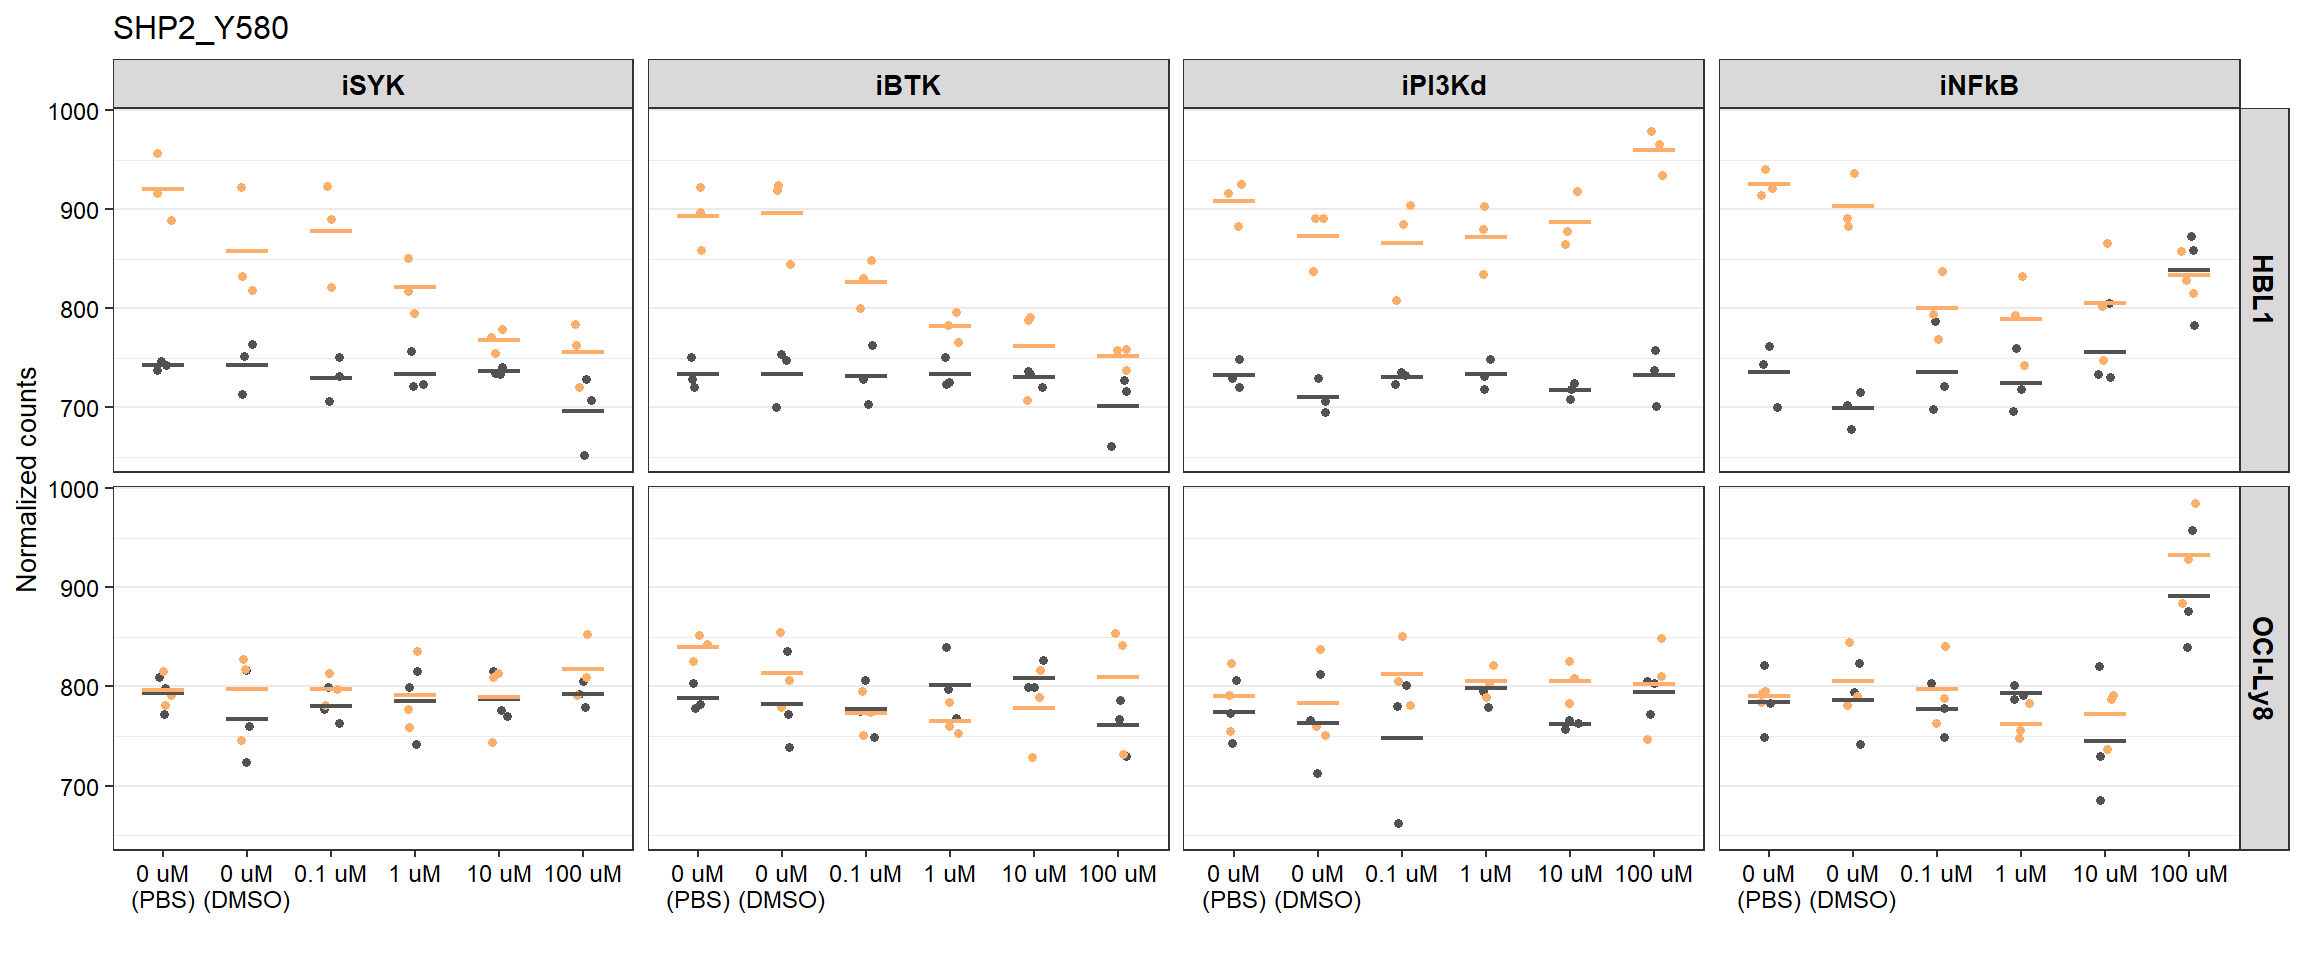 SHP2_Y580
iSYK
iBTK
iPI3Kd
iNFkB
1000
900
800
700
HBL1
Normalized counts
1000
900
800
700
OCI-Ly8
0 uM 0 uM 0.1 uM 1 uM 10 uM 100 uM
(PBS) (DMSO)
0 uM 0 uM 0.1 uM 1 uM 10 uM 100 uM
(PBS) (DMSO)
0 uM 0 uM 0.1 uM 1 uM 10 uM 100 uM
(PBS) (DMSO)
0 uM 0 uM 0.1 uM 1 uM 10 uM 100 uM
(PBS) (DMSO)